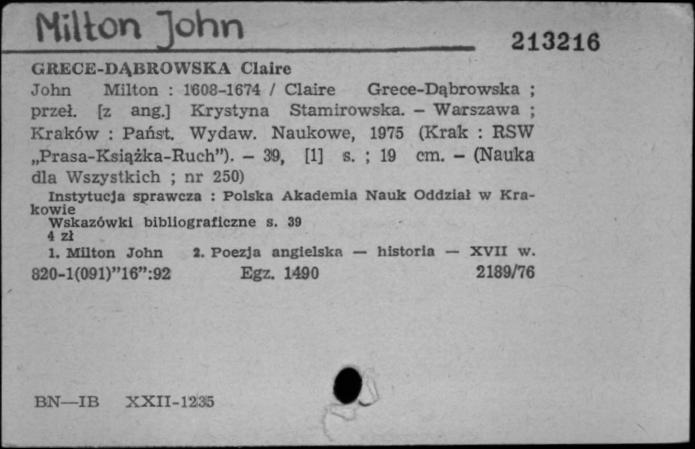 Milton John
213216
GRECE-DĄBROWSKA Claire
John Milton : 1608-1674 / Claire Grece-Dąbrowska ;
przeł. [z ang.] Krystyna Stamirowska. — Warszawa ;
Kraków : Państ. Wydaw. Naukowe, 1975 (Krak : RSW
„Prasa-Książka-Ruch”). — 39, [1] s. ; 19 cm. — (Nauka
dla Wszystkich ; nr 250)
Instytucja sprawcza : Polska Akademia Nauk Oddział w Kra-
kowie
Wskazówki bibliograficzne s. 39
4 zł
1. Milton John 2. Poezja angielska — historia — XVII w.
820-1(091)”16”:92 Egz. 1490 2189/76
BN—IB XXII-1235